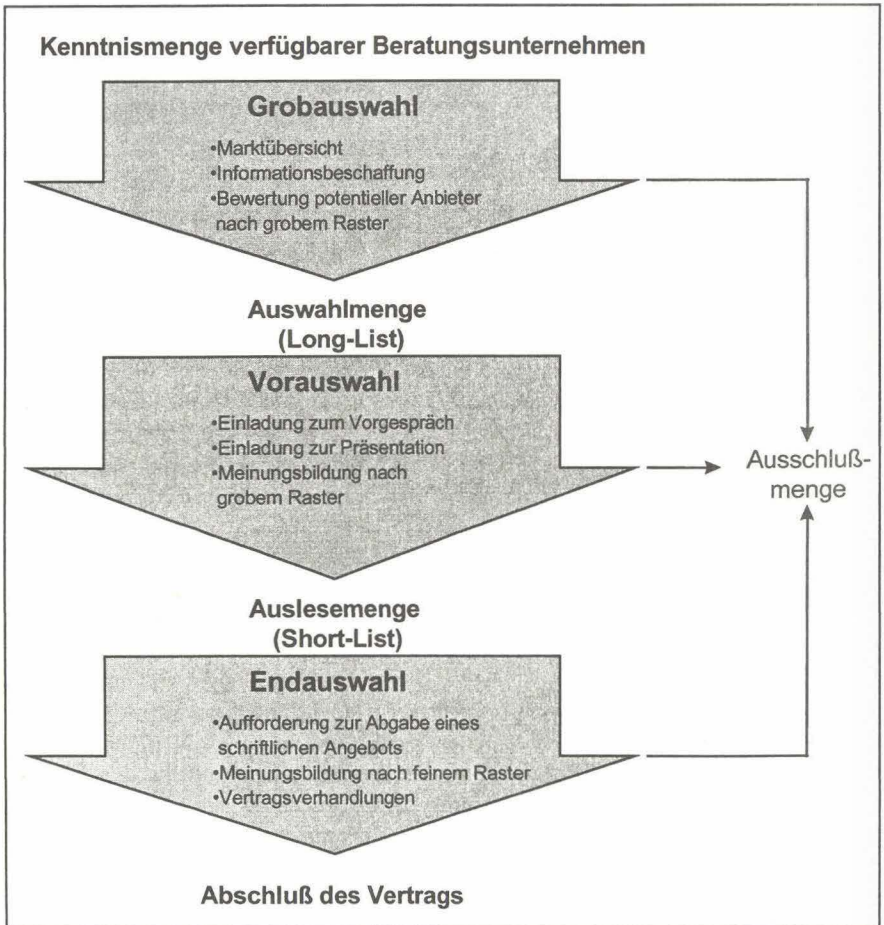 Kenntnismenge verfügbarer Beratungsunternehmen
Grobauswahl
•Marktübersicht
•Informationsbeschaffung
•Bewertung potentieller Anbieter
nach grobem Raster
Auswahlmenge
(Long-List)
Vorauswahl
•Einladung zum Vorgespräch
•Einladung zur Präsentation
•Meinungsbildung nach
grobem Raster
Ausschluß-
menge
Auslesemenge
(Short-List)
Endauswahl
•Aufforderung zur Abgabe eines
schriftlichen Angebots
•Meinungsbildung nach feinem Raster
•Vertragsverhandlungen
Abschluß des Vertrags